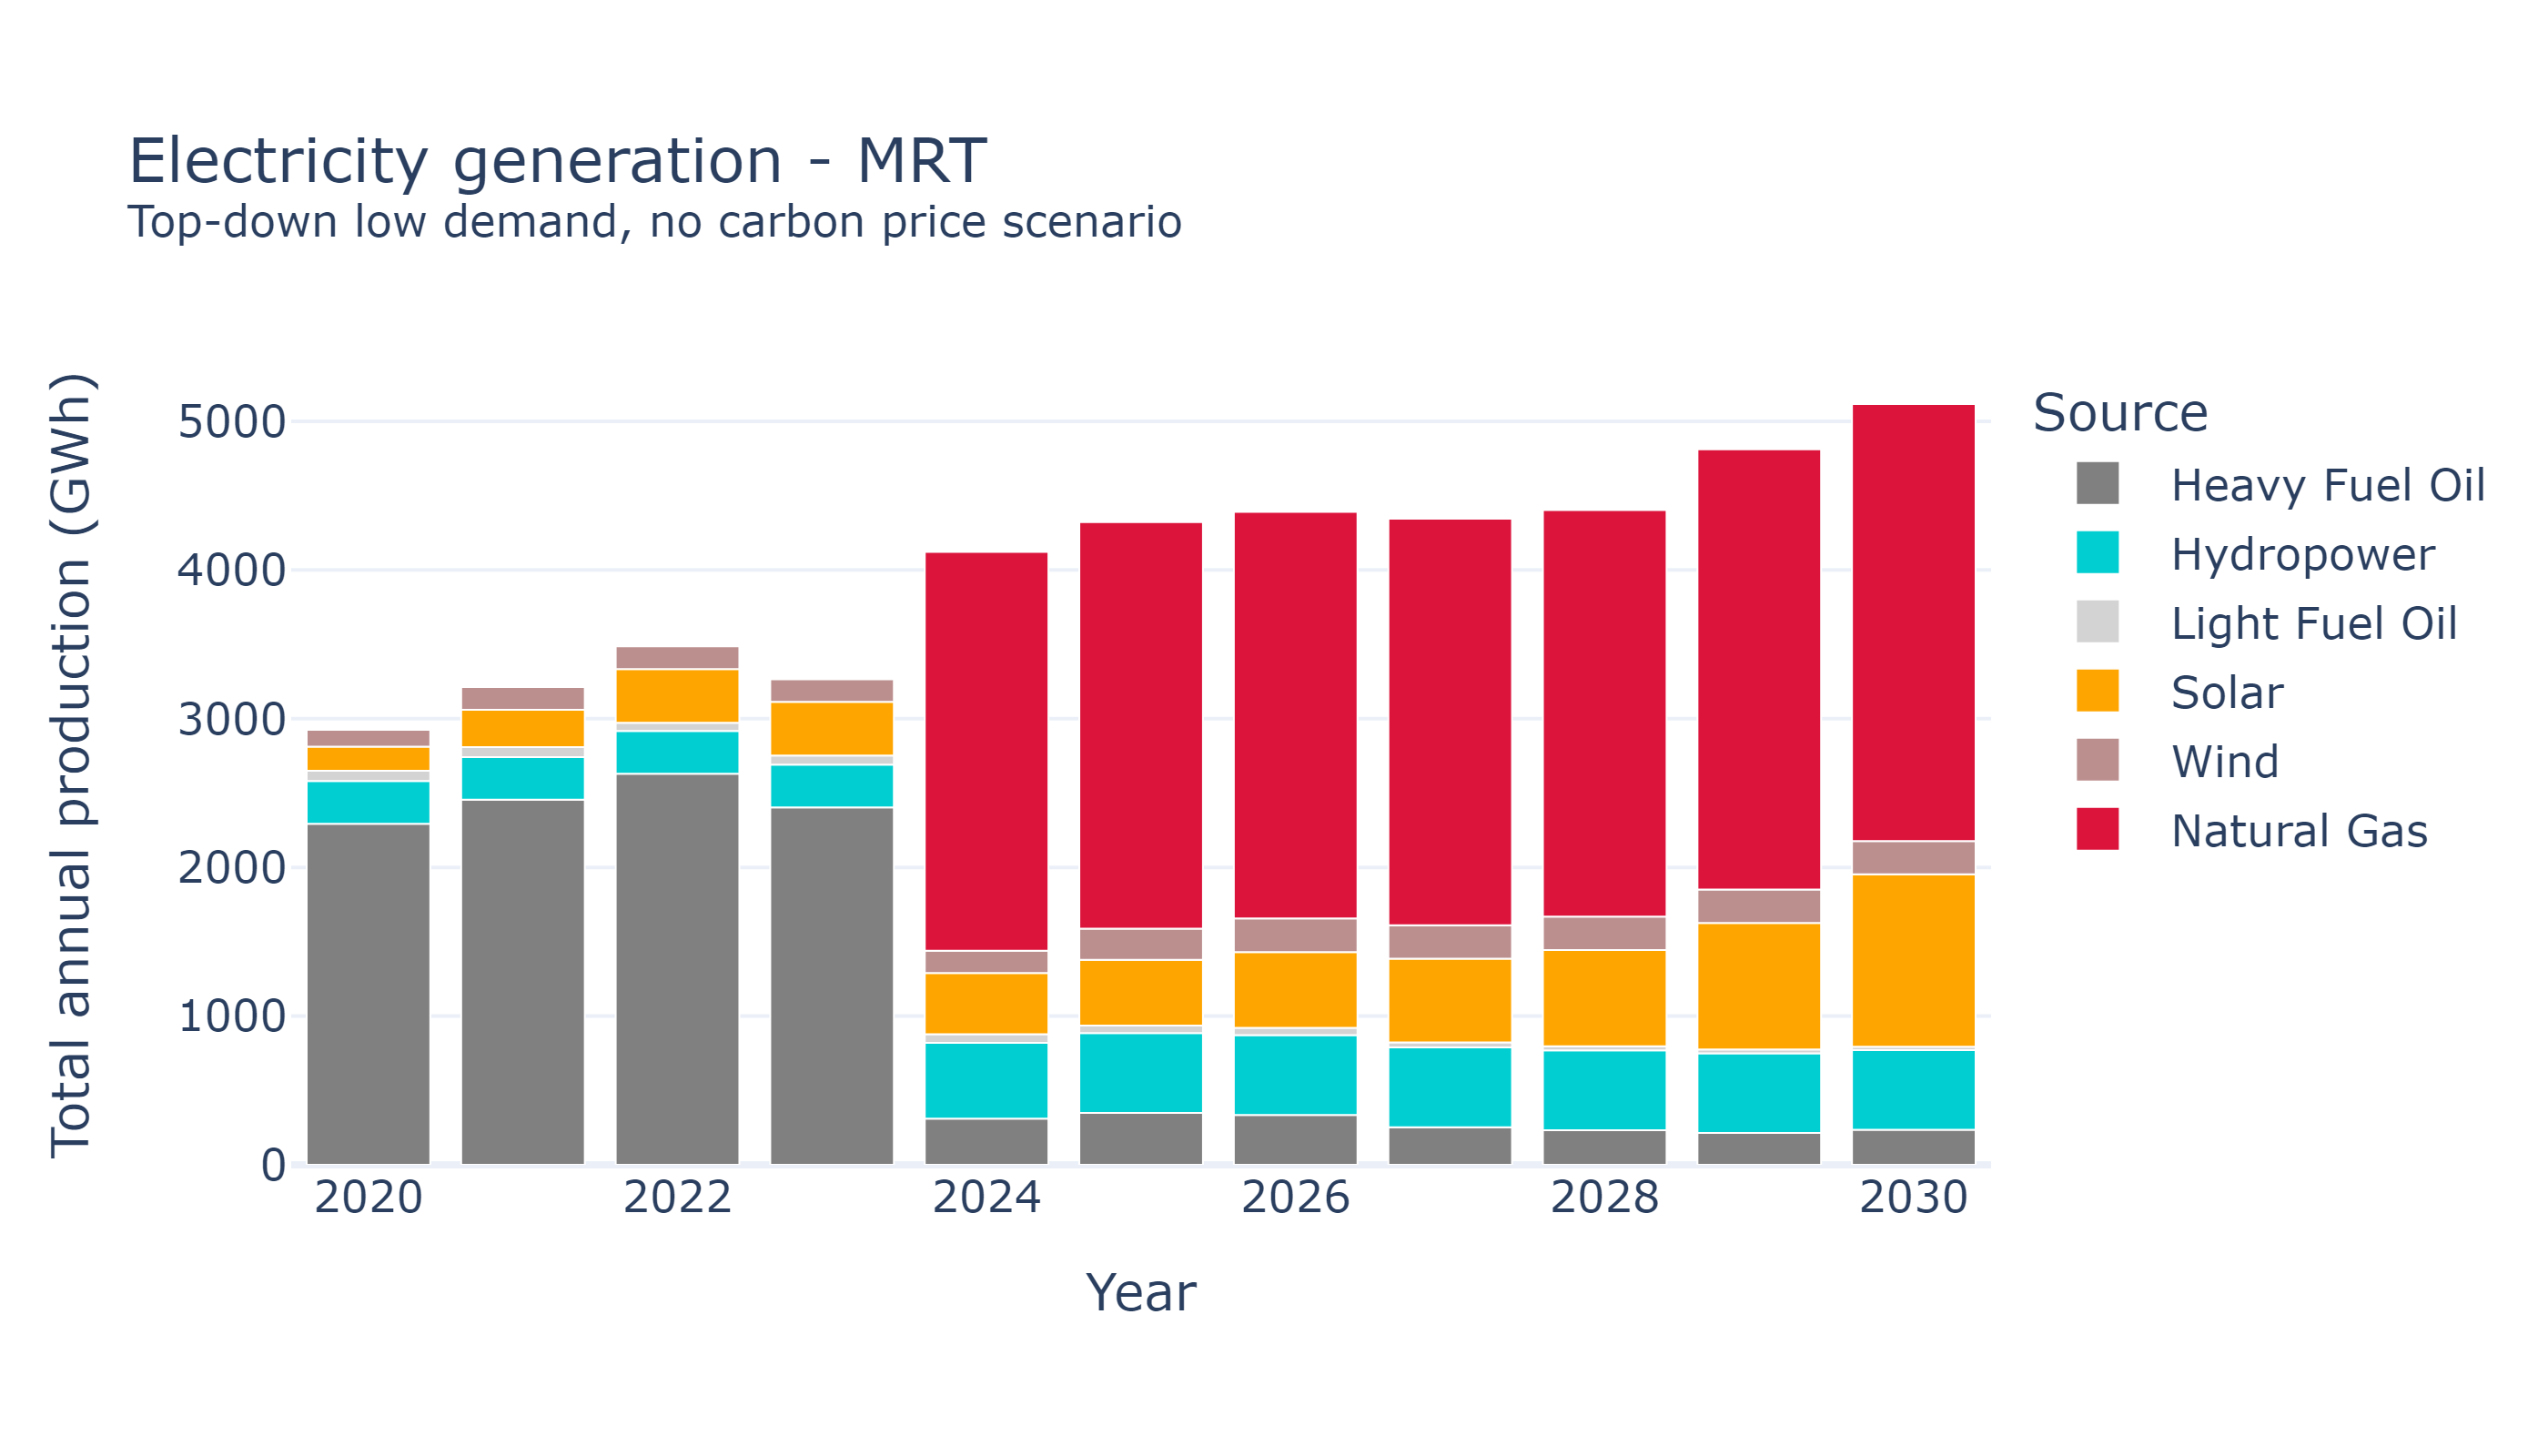 Electricity generation - MRT
Top-down low demand, no carbon price scenario
Total annual production (GWh)
5000
4000
3000
2000
1000
0
2020 2022 2024 2026 2028 2030
Year
Source
Heavy Fuel Oil
Hydropower
Light Fuel Oil
Solar
Wind
Natural Gas